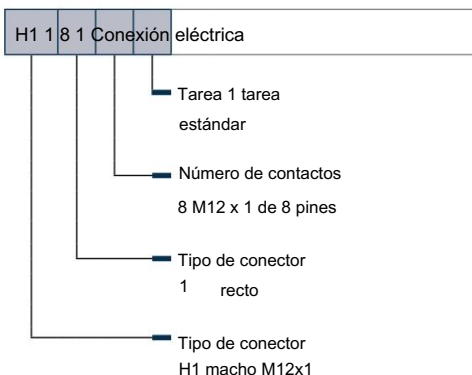 H1 1 8 1 Conexión eléctrica
Tarea 1 tarea
estándar
Número de contactos
8 M12 x 1 de 8 pines
Tipo de conector
1 recto
Tipo de conector
H1 macho M12x1